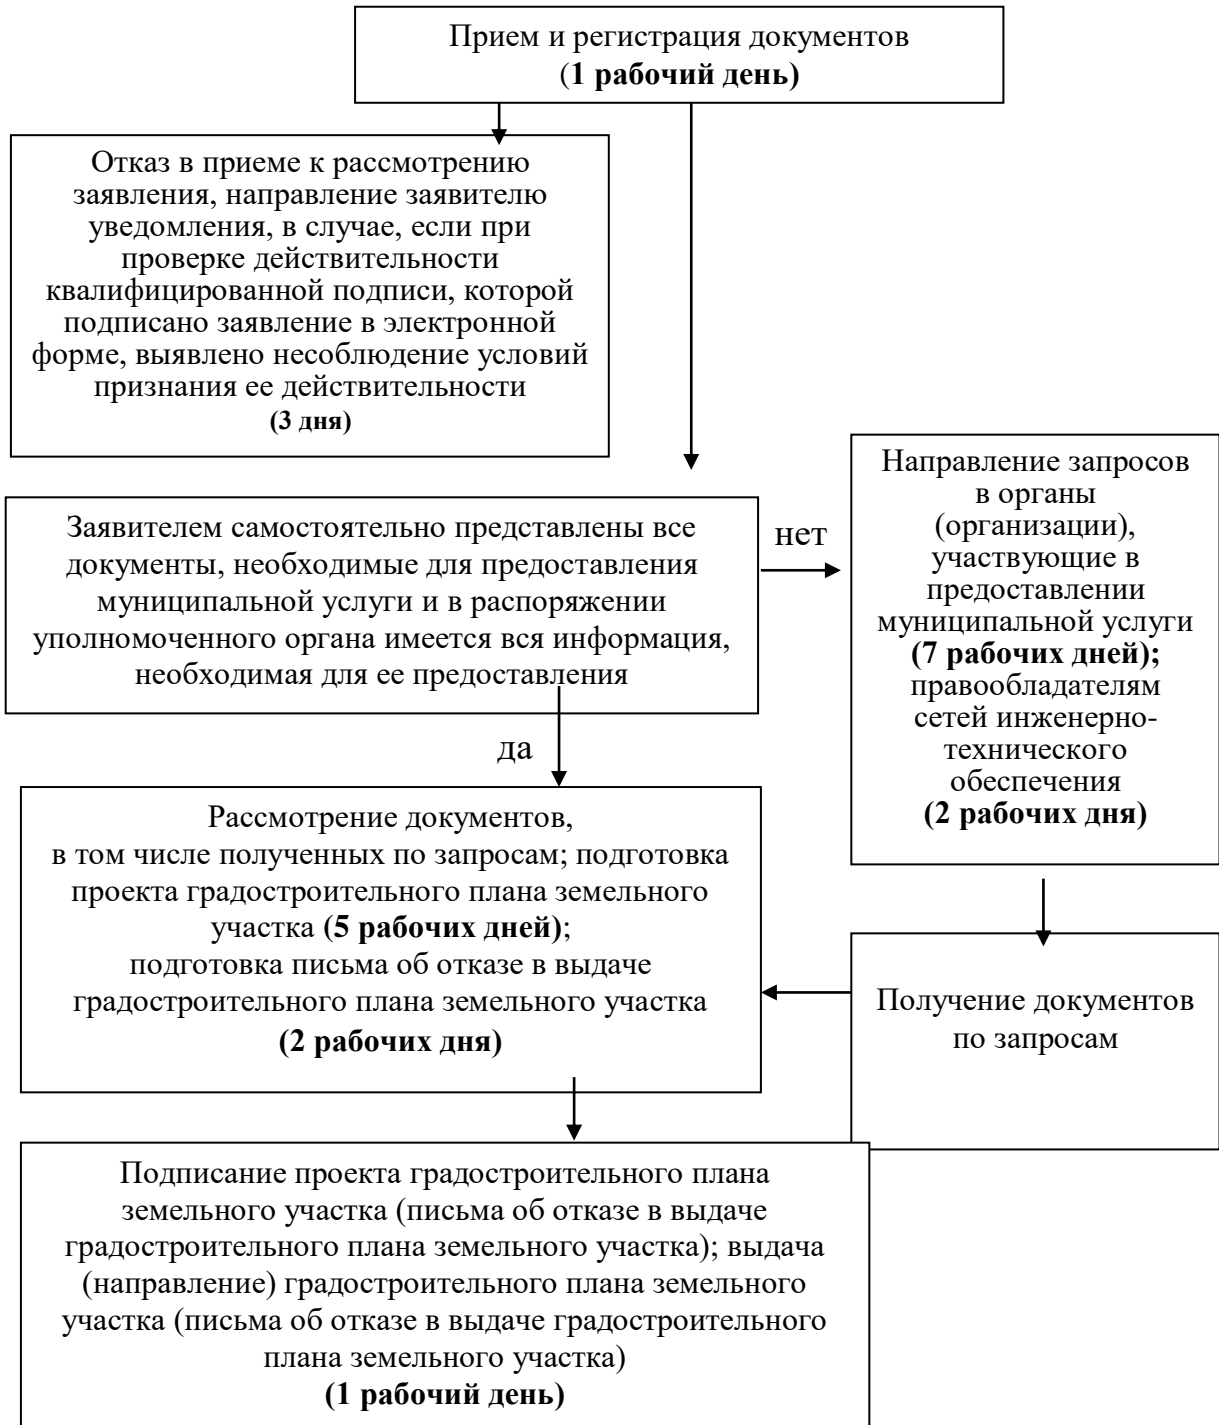 Прием и регистрация документов
(1 рабочий день)
Отказ в приеме к рассмотрению
заявления, направление заявителю
уведомления, в случае, если при
проверке действительности
квалифицированной подписи, которой
подписано заявление в электронной
форме, выявлено несоблюдение условий
признания ее действительности
(3 дня)
Заявителем самостоятельно представлены все
документы, необходимые для предоставления
муниципальной услуги и в распоряжении
уполномоченного органа имеется вся информация,
необходимая для ее предоставления
нет
Направление запросов
в органы
(организации),
участвующие в
предоставлении
муниципальной услуги
(7 рабочих дней);
правообладателям
сетей инженерно-
технического
обеспечения
(2 рабочих дня)
да
Рассмотрение документов,
в том числе полученных по запросам; подготовка
проекта градостроительного плана земельного
участка (5 рабочих дней);
подготовка письма об отказе в выдаче
градостроительного плана земельного участка
(2 рабочих дня)
Получение документов
по запросам
Подписание проекта градостроительного плана
земельного участка (письма об отказе в выдаче
градостроительного плана земельного участка); выдача
(направление) градостроительного плана земельного
участка (письма об отказе в выдаче градостроительного
плана земельного участка)
(1 рабочий день)